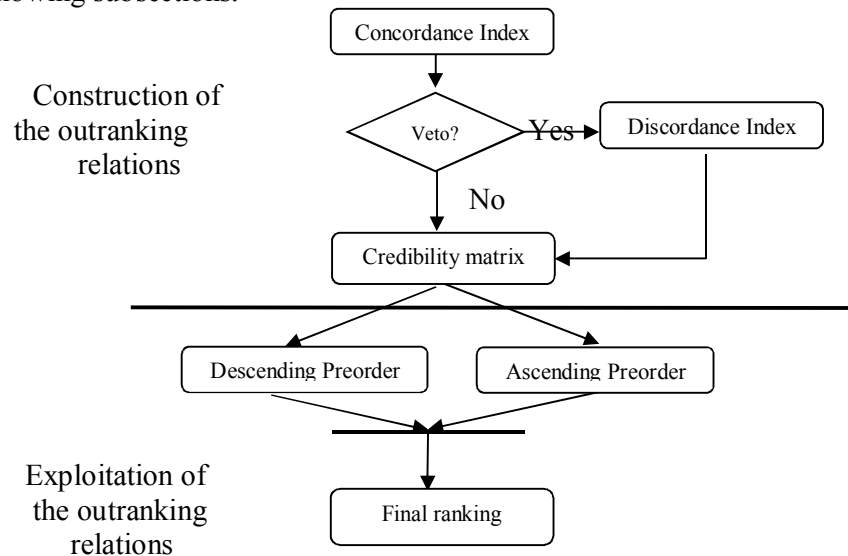 lowing subsections.
Concordance Index
Construction of
the outranking
relations
Veto?
Yes
Discordance Index
No
Credibility matrix
Descending Preorder
Ascending Preorder
Exploitation of
the outranking
relations
Final ranking